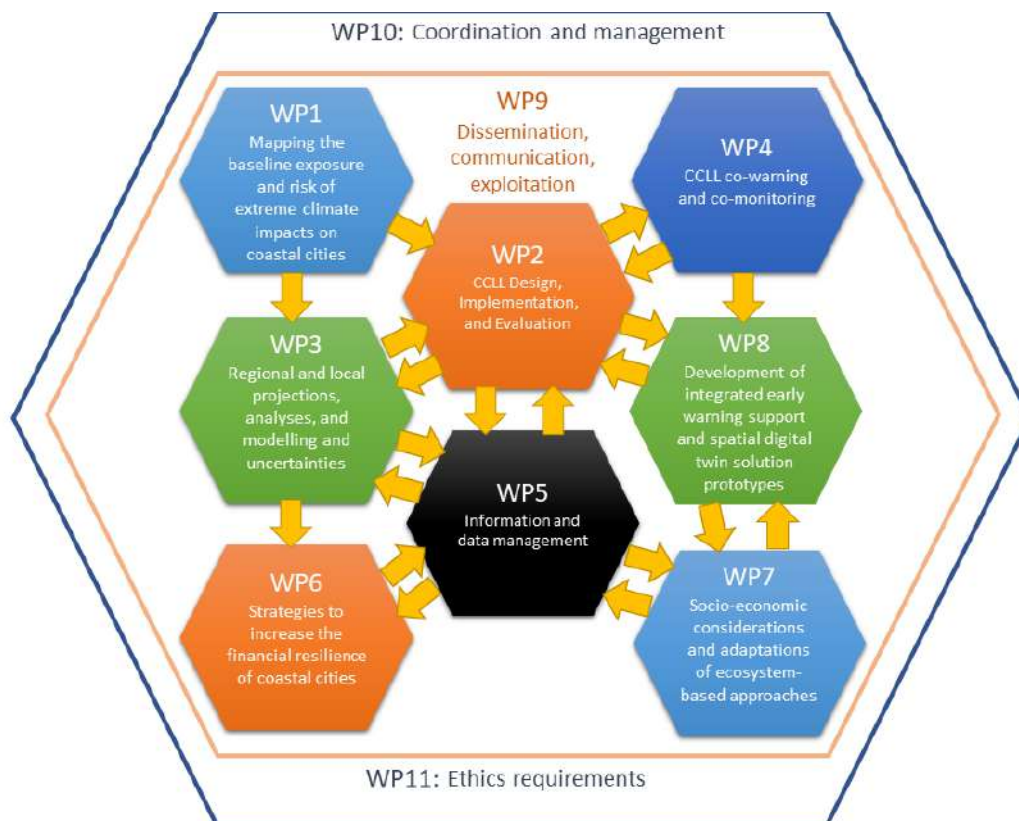 WP10: Coordination and management
WP1
Mapping the
baseline exposure
and risk of
extreme climate
impacts on
coastal cities
WP9
Dissemination,
communication,
exploitation
WP4
CCLL co-warning
and co-monitoring
WP2
CCLL Design,
Implementation,
and Evaluation
WP3
Regional and local
projections,
analyses, and
modelling and
uncertainties
WP8
Development of
integrated early
warning support
and spatial digital
twin solution
prototypes
WP5
Information and
data management
WP6
Strategies to
increase the
financial resilience
of coastal cities
WP7
Socio-economic
considerations
and adaptations
of ecosystem-
based approaches
WP11: Ethics requirements